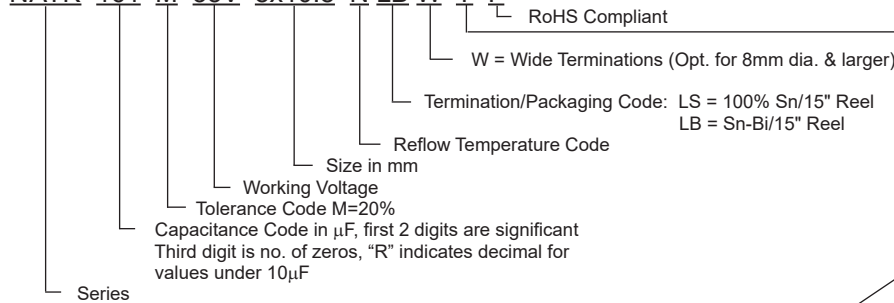 RoHS Compliant
W = Wide Terminations (Opt. for 8mm dia. & larger)
Termination/Packaging Code: LS = 100% Sn/15" Reel
LB = Sn-Bi/15" Reel
Reflow Temperature Code
Size in mm
Working Voltage
Tolerance Code M=20%
Capacitance Code in μF, first 2 digits are significant
Third digit is no. of zeros, “R” indicates decimal for
values under 10μF
Series